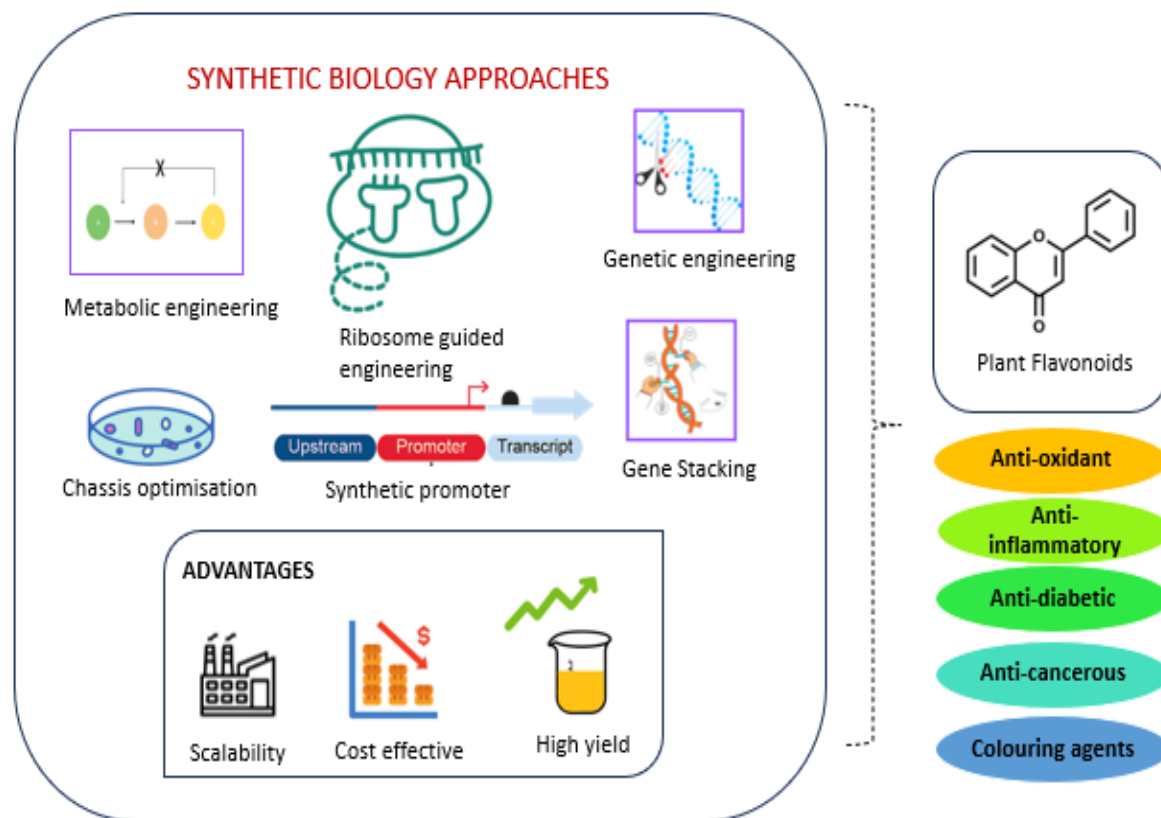 SYNTHETIC BIOLOGY APPROACHES
Metabolic engineering
Ribosome guided
engineering
Genetic engineering
Chassis optimisation
Upstream
Promoter
Transcript
Synthetic promoter
Gene Stacking
ADVANTAGES
$
Scalability
Cost effective
High yield
O
O
Plant Flavonoids
Anti-oxidant
Anti-
inflammatory
Anti-diabetic
Anti-cancerous
Colouring agents